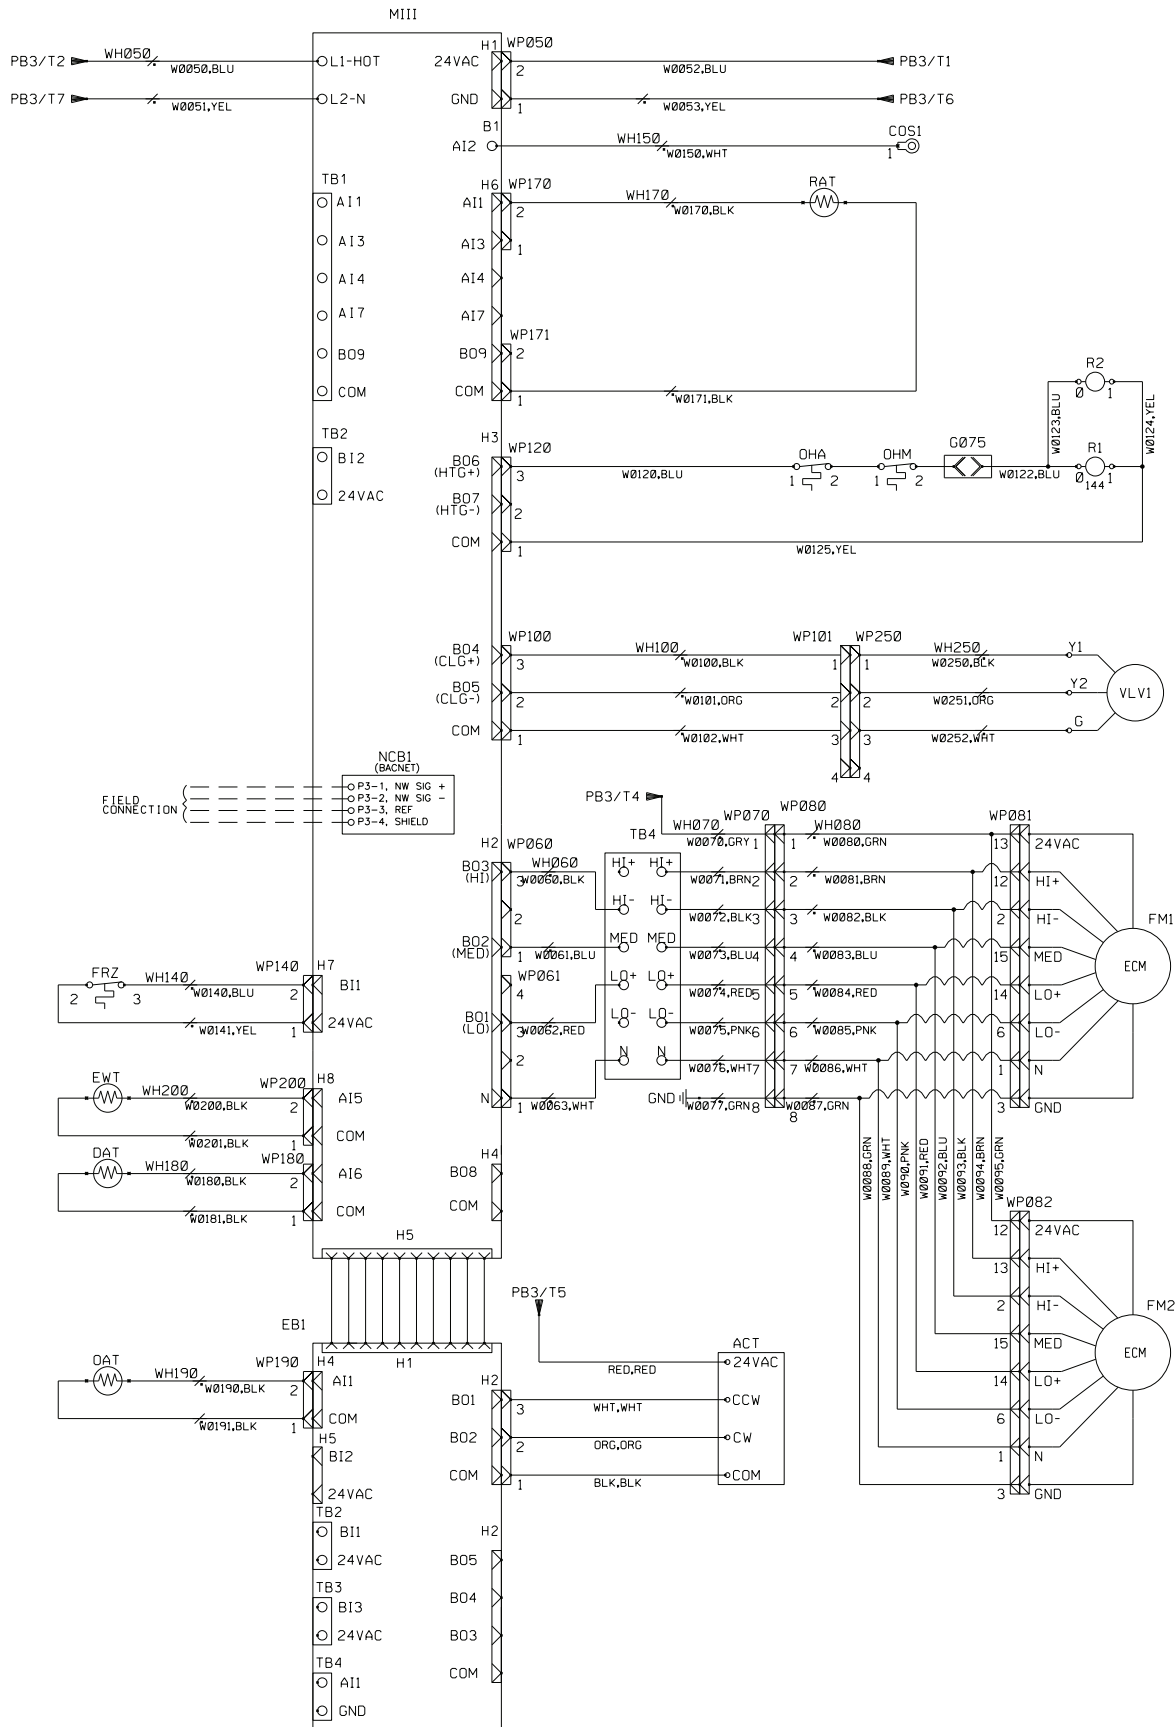 MIII
H1 WP050
PB3/T2 WH050 L1-HOT 24VAC 2 PB3/T1
W0050,BLU W0052,BLU
PB3/T7 L2-N GND 1 PB3/T6
W0051,YEL W0053,YEL
B1
AI2 WH150 COS1
W0150,WHT 1
TB1 H6 WP170 RAT
AI1 AI1 2 WH170
W0170,BLK
AI3 AI3 1
AI4 AI4
AI7 AI7
WP171
BO9 BO9 2
COM COM 1
W0171,BLK
R2
0 1
W0123,BLU W0124,YEL
TB2 H3 WP120
BI2 BO6 3 OHA OHM G075 R1
(HTG+) W0120,BLU 1 2 1 2 W0122,BLU 0 1
144
24VAC BO7 2
(HTG-)
COM 1
W0125,YEL
WP100 WP101 WP250
BO4 3 WH100 1 1 WH250 Y1
(CLG+) W0100,BLK W0250,BLK
BO5 2 2 2 Y2 VLV1
(CLG-) W0101,ORG W0251,ORG
COM 1 3 3 G
W0102,WHT W0252,WHT
4 4
NCB1
(BACNET)
P3-1, NW SIG +
P3-2, NW SIG -
P3-3, REF
P3-4, SHIELD
FIELD
CONNECTION
PB3/T4
H2 WP060 TB4 WH070 WP070 WP080 WH080 WP081
W0070,GRY 1 1 W0080,GRN 13 24VAC
BO3 3 WH060 HI+ HI+ W0071,BRN 2 2 W0081,BRN 12 HI+
(HI) W0060,BLK
2 HI- HI- W0072,BLK 3 3 W0082,BLK 2 HI- FM1
BO2 1 MED MED W0073,BLU 4 4 W0083,BLU 15 MED ECM
(MED) W0061,BLU
WP061
4 LO+ LO+ W0074,RED 5 5 W0084,RED 14 LO+
BO1 3 LO- LO- W0075,PNK 6 6 W0085,PNK 6 LO-
(LO) W0062,RED
2 N N W0076,WHT 7 7 W0086,WHT 1 N
N 1 W0063,WHT GND W0077,GRN 8 8 W0087,GRN 3 GND
FRZ WH140 WP140 H7
2 3 W0140,BLU 2 BI1
W0141,YEL 1 24VAC
EWT WH200 WP200 H8
W0200,BLK 2 AI5
W0201,BLK 1 COM
DAT WH180 WP180
W0180,BLK 2 AI6
W0181,BLK 1 COM
H4
BO8
COM
H5
W0088,GRN
W0089,WHT
W0090,PNK
W0091,RED
W0092,BLU
W0093,BLK
W0094,BRN
W0095,GRN
WP082
12 24VAC
13 HI+
2 HI-
15 MED
14 LO+
6 LO-
1 N
3 GND
FM2
ECM
PB3/T5
EB1
H1
OAT WH190 WP190 H4
W0190,BLK 2 AI1
W0191,BLK 1 COM
ACT
RED,RED 24VAC
H2
BO1 3 WHT,WHT CCW
BO2 2 ORG,ORG CW
COM 1 BLK,BLK COM
H5
BI2
24VAC
TB2 H2
BI1 BO5
24VAC
TB3 BO4
BI3
24VAC BO3
TB4 COM
AI1
GND